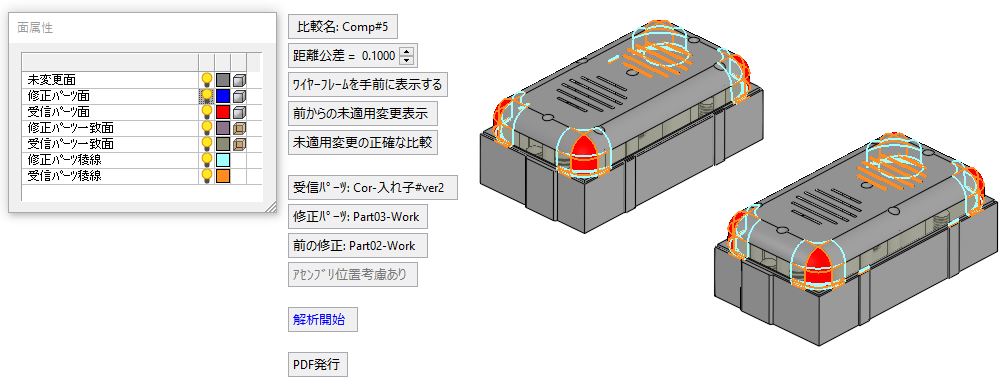 面属性
未変更面
修正パーツ面
受信パーツ面
修正パーツ一致面
受信パーツ一致面
修正パーツ稜線
受信パーツ稜線
比較名: Comp#5
距離公差 = 0.1000
ﾜｲﾔｰﾌﾚｰﾑを手前に表示する
前からの未適用変更表示
未適用変更の正確な比較
受信ﾊﾟｰﾂ: Cor-入れ子#ver2
修正ﾊﾟｰﾂ: Part03-Work
前の修正: Part02-Work
ｱｾﾝﾌﾞﾘ位置考慮あり
解析開始
PDF発行